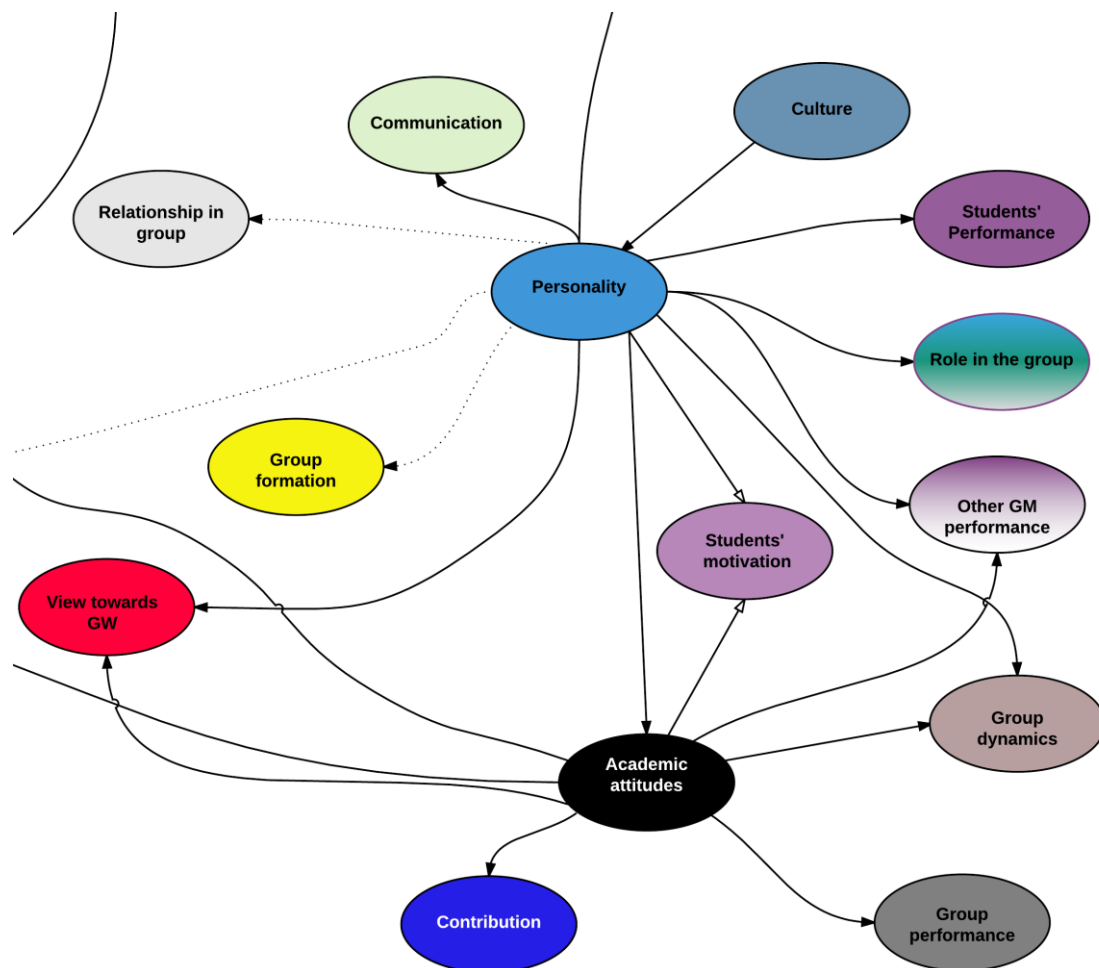 Communication
Culture
Relationship in
group
Students'
Performance
Personality
Role in the group
Group
formation
Other GM
performance
Students'
motivation
View towards
GW
Group
dynamics
Academic
attitudes
Contribution
Group
performance